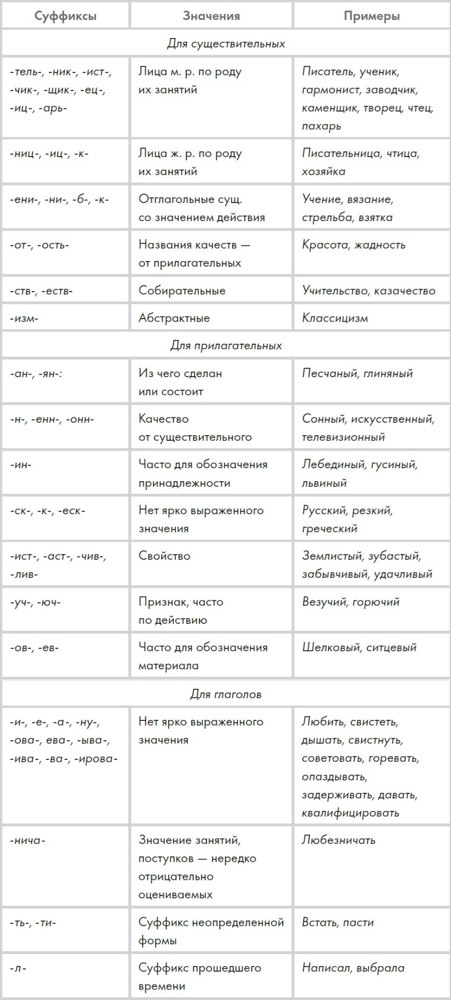 Суффиксы Значения Примеры
Для существительных
-тель-, -ник-, -ист-, Лица м. р. по роду Писатель, ученик,
-чик-, -щик-, -ец-, их занятий гармонист, заводчик,
-иц-, -арь- каменщик, творец, чтец,
пахарь
-ниц-, -иц-, -к- Лица ж. р. по роду Писательница, чтица,
их занятий хозяйка
-ени-, -ни-, -б-, -к- Отглагольные сущ. Учение, вязание,
со значением действия стрельба, взятка
-от-, -ость- Названия качеств — Красота, жадность
от прилагательных
-ств-, -еств- Собирательные Учительство, казачество
-изм- Абстрактные Классицизм
Для прилагательных
-ан-, -ян-: Из чего сделан Песчаный, глиняный
или состоит
-н-, -енн-, -онн- Качество Сонный, искусственный,
от существительного телевизионный
-ин- Часто для обозначения Лебединый, гусиный,
принадлежности львиный
-ск-, -к-, -еск- Нет ярко выраженного Русский, резкий,
значения греческий
-ист-, -аст-, -чив-, Свойство Землистый, зубастый,
-лив- забывчивый, удачливый
-уч-, -юч- Признак, часто Везучий, горючий
по действию
-ов-, -ев- Часто для обозначения Шелковый, ситцевый
материала
Для глаголов
-и-, -е-, -а-, -ну-, Нет ярко выраженного Любить, свистеть,
-ова-, ева-, -ыва-, значения дышать, свистнуть,
-ива-, -ва-, -ирова- советовать, горевать,
опаздывать,
задерживать, давать,
квалифицировать
-нича- Значение занятий, Любезничать
поступков — нередко
отрицательно
оцениваемых
-ть-, -ти- Суффикс неопределенной Встать, пасти
формы
-л- Суффикс прошедшего Написал, выбрала
времени